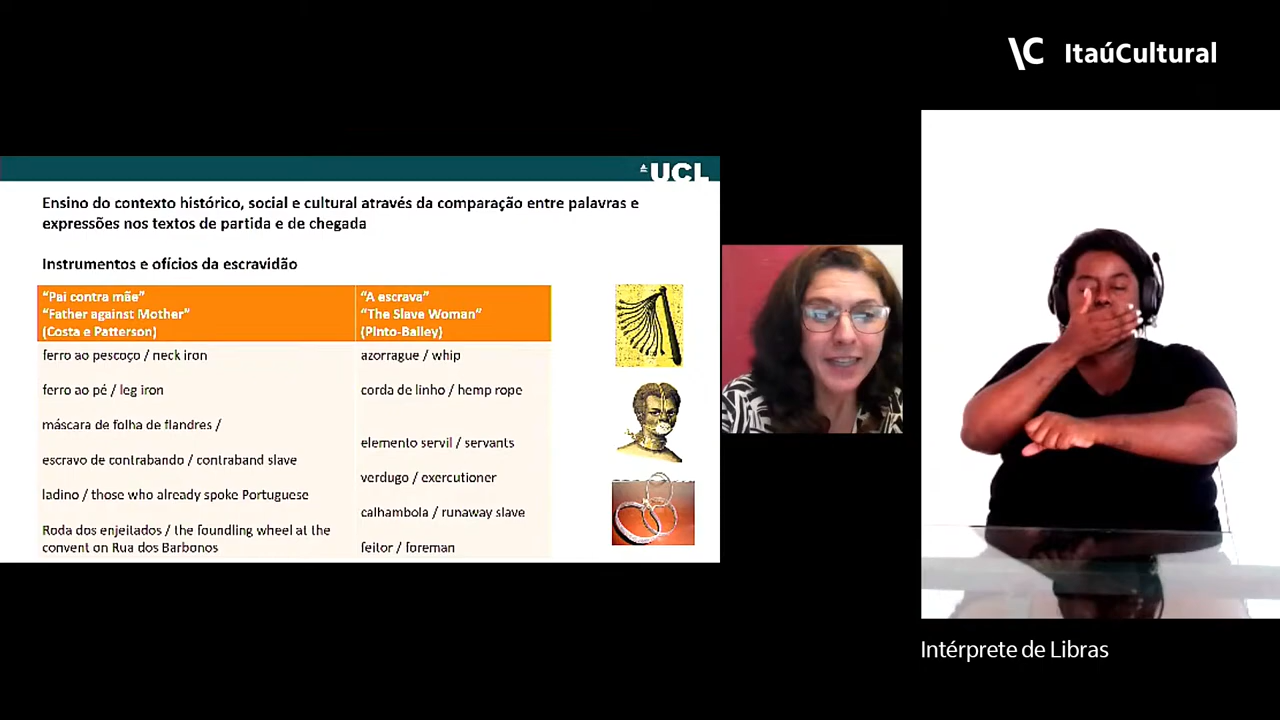 \C ItaúCultural
UCL
Ensino do contexto histórico, social e cultural através da comparação entre palavras e
expressões nos textos de partida e de chegada
Instrumentos e ofícios da escravidão
“Pai contra mãe”
“Father against Mother”
(Costa e Patterson)
“A escrava”
“The Slave Woman”
(Pinto-Bailey)
ferro ao pescoço / neck iron
azorrague / whip
ferro ao pé / leg iron
corda de linho / hemp rope
máscara de folha de flandres /
elemento servil / servants
escravo de contrabando / contraband slave
verdugo / exercutioner
ladino / those who already spoke Portuguese
calhambola / runaway slave
Roda dos enjeitados / the foundling wheel at the
convent on Rua dos Barbonos
feitor / foreman
Intérprete de Libras